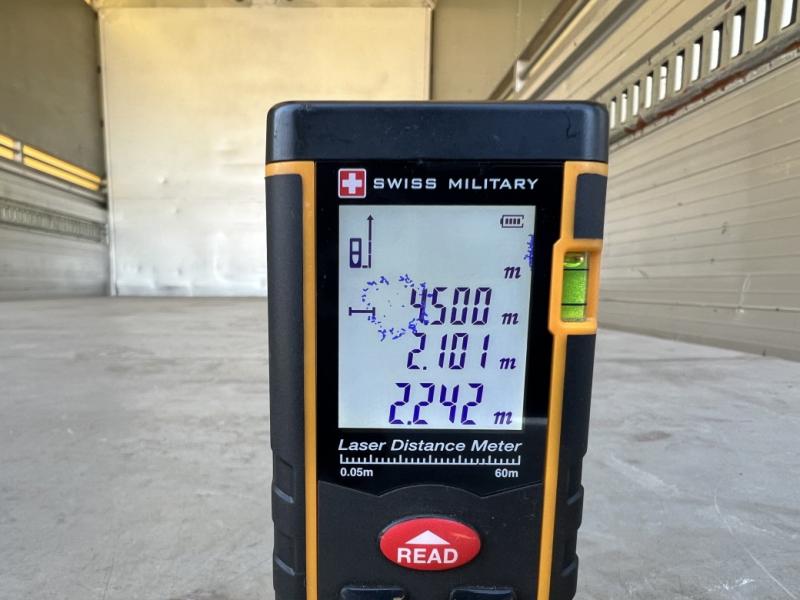 SWISS MILITARY
m
4.500 m
2.101 m
2.242 m
Laser Distance Meter
0.05m 60m
READ